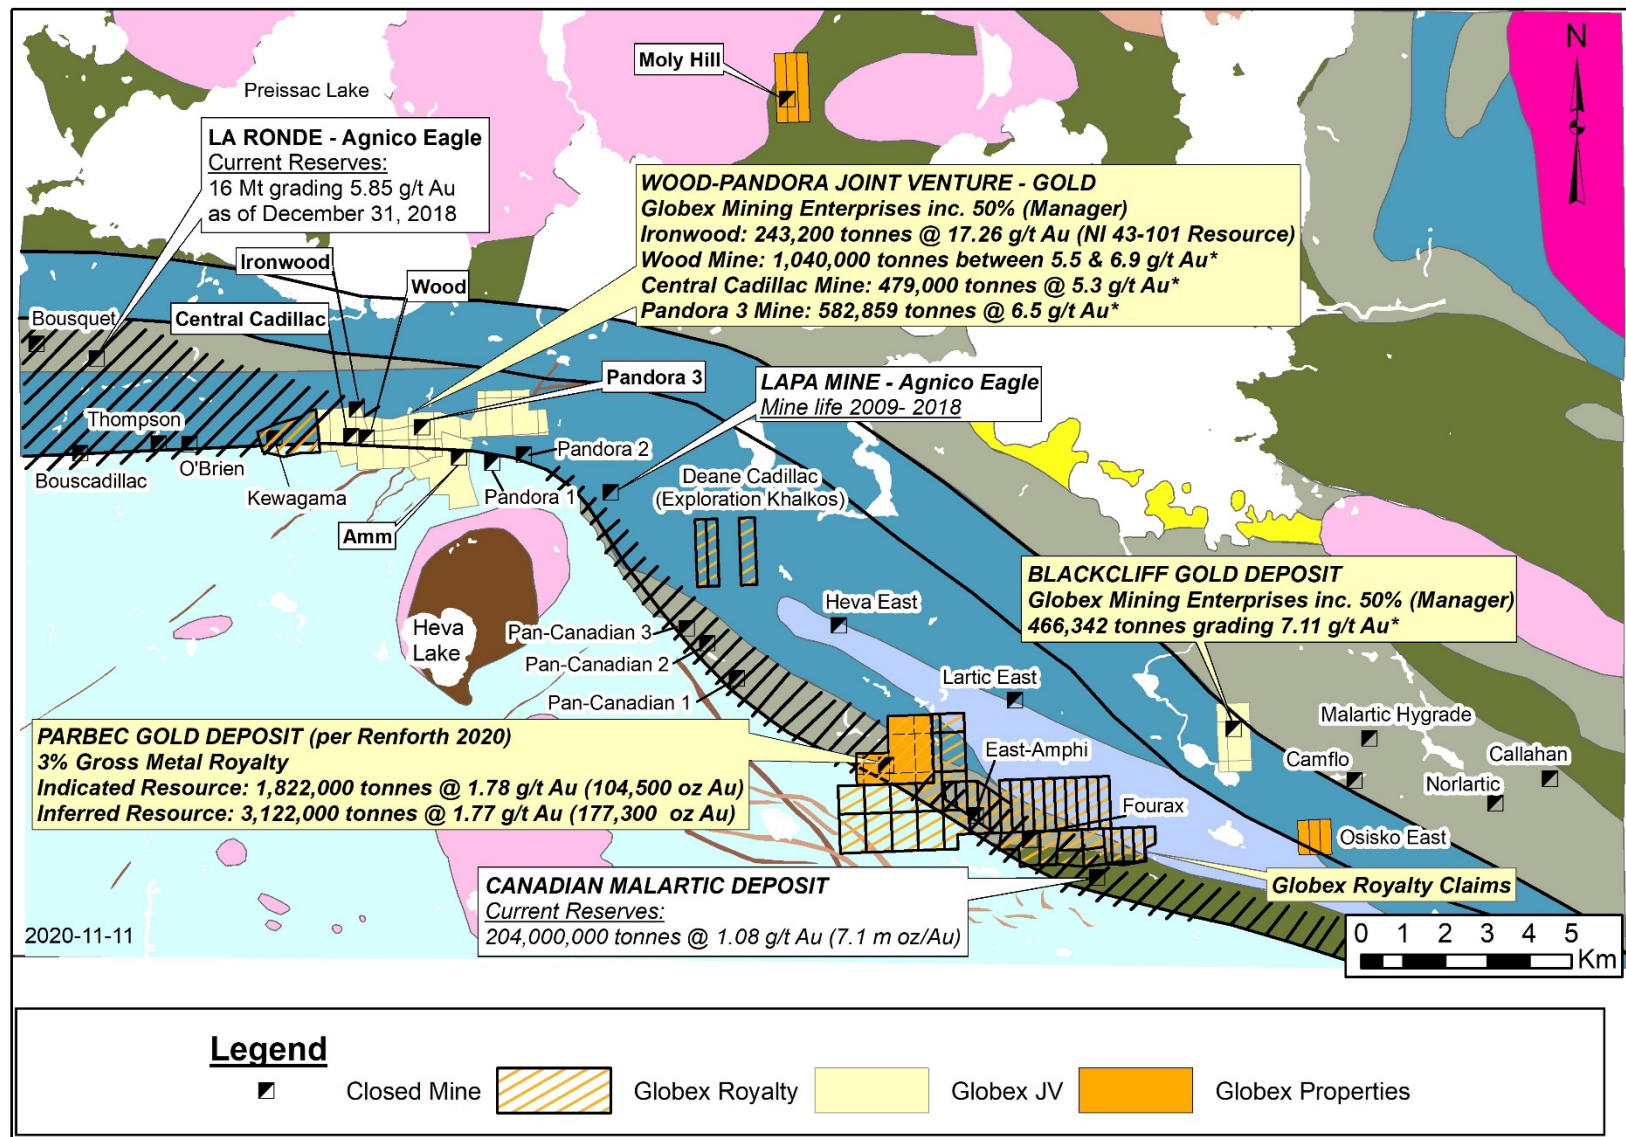 N
Moly Hill
Preissac Lake
LA RONDE - Agnico Eagle
Current Reserves:
16 Mt grading 5.85 g/t Au
as of December 31, 2018
WOOD-PANDORA JOINT VENTURE - GOLD
Globex Mining Enterprises inc. 50% (Manager)
Ironwood: 243,200 tonnes @ 17.26 g/t Au (NI 43-101 Resource)
Wood Mine: 1,040,000 tonnes between 5.5 & 6.9 g/t Au*
Central Cadillac Mine: 479,000 tonnes @ 5.3 g/t Au*
Pandora 3 Mine: 582,859 tonnes @ 6.5 g/t Au*
Ironwood
Wood
Bousquet
Central Cadillac
Pandora 3
LAPA MINE - Agnico Eagle
Mine life 2009- 2018
Thompson
O'Brien
Bouscadillac
Kewagama
Pandora 2
Pandora 1
Amm
Deane Cadillac
(Exploration Khalkos)
BLACKCLIFF GOLD DEPOSIT
Globex Mining Enterprises inc. 50% (Manager)
466,342 tonnes grading 7.11 g/t Au*
Heva East
Heva
Lake
Pan-Canadian 3
Pan-Canadian 2
Pan-Canadian 1
Lartic East
Malartic Hygrade
Camflo
Callahan
Norlartic
East-Amphi
Fourax
Osisko East
PARBEC GOLD DEPOSIT (per Renforth 2020)
3% Gross Metal Royalty
Indicated Resource: 1,822,000 tonnes @ 1.78 g/t Au (104,500 oz Au)
Inferred Resource: 3,122,000 tonnes @ 1.77 g/t Au (177,300 oz Au)
Globex Royalty Claims
CANADIAN MALARTIC DEPOSIT
Current Reserves:
204,000,000 tonnes @ 1.08 g/t Au (7.1 m oz/Au)
2020-11-11
0 1 2 3 4 5
Km
Legend
Closed Mine
Globex Royalty
Globex JV
Globex Properties